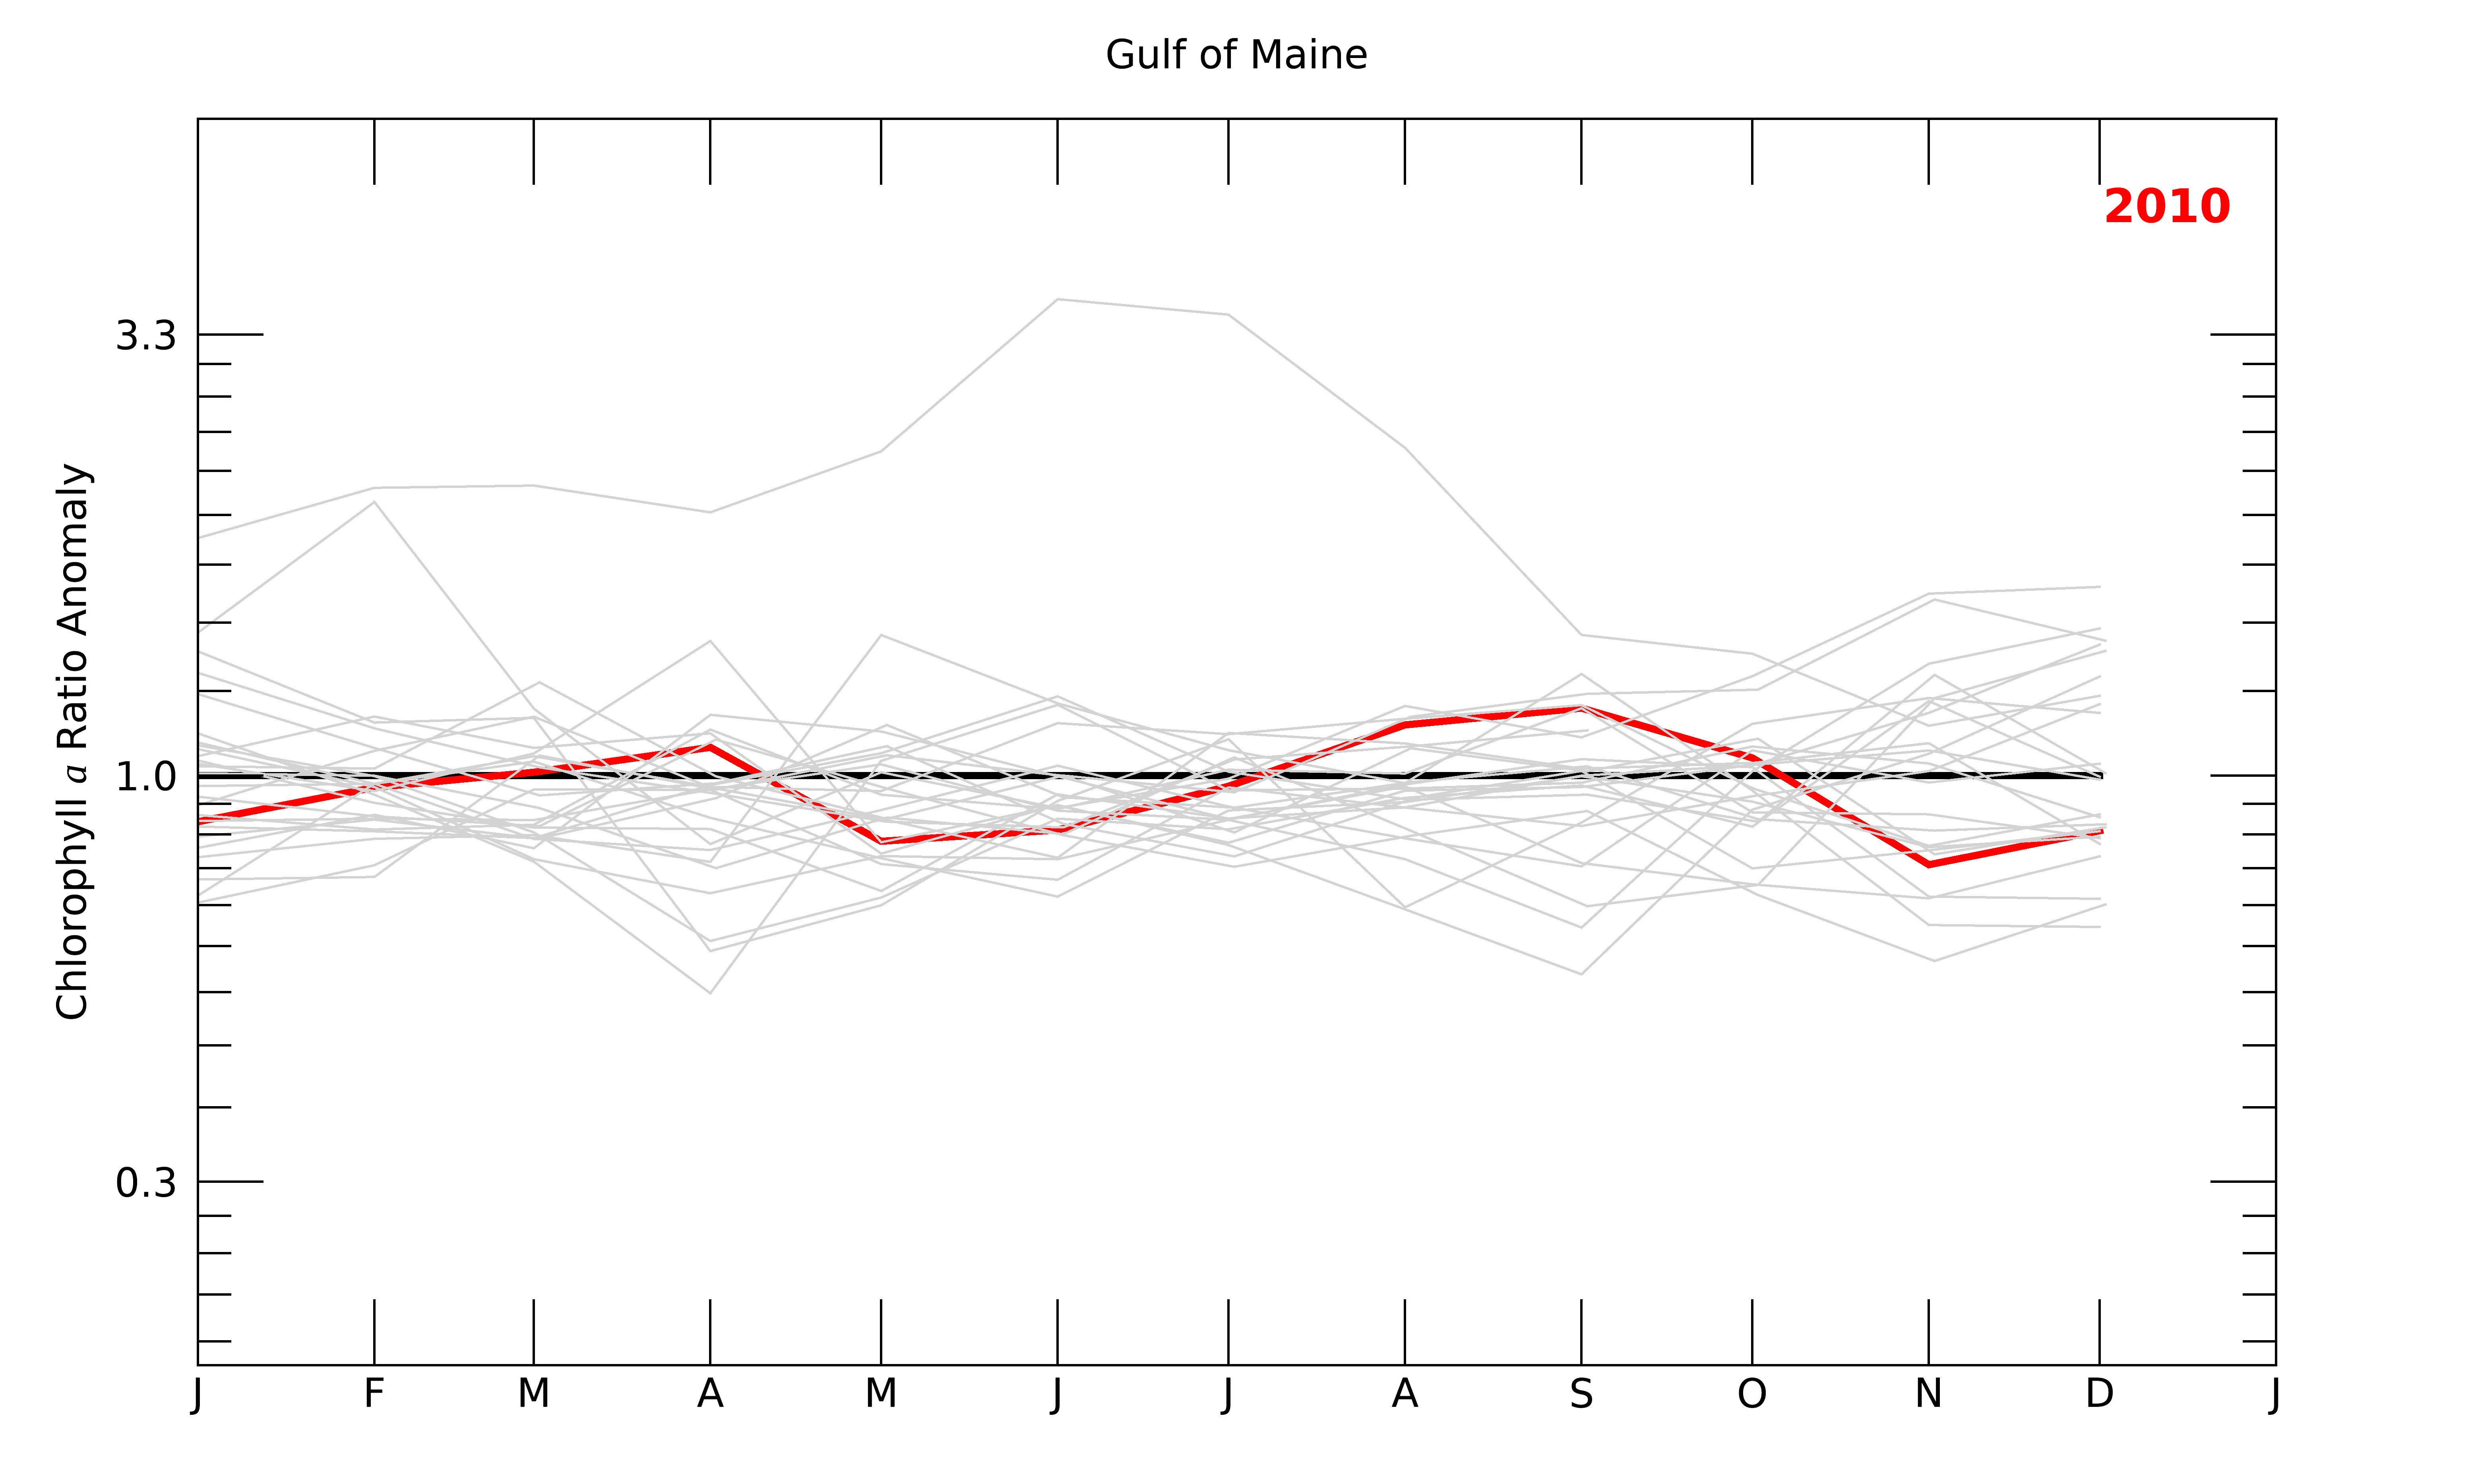 Gulf of Maine
2010
3.3
1.0
0.3
Chlorophyll a Ratio Anomaly
J F M A M J J A S O N D J